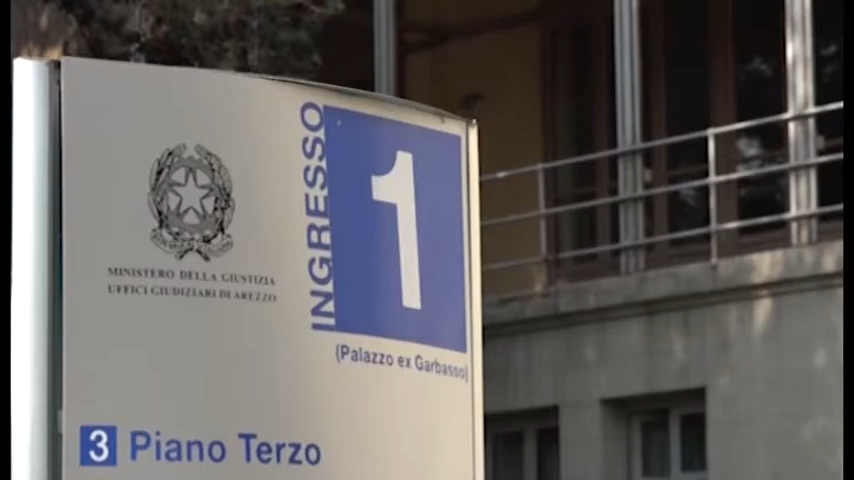 MINISTERO DELLA GIUSTIZIA
UFFICI GIUDIZIARI DI AREZZO
INGRESSO
1
(Palazzo ex Garbasso)
3 Piano Terzo